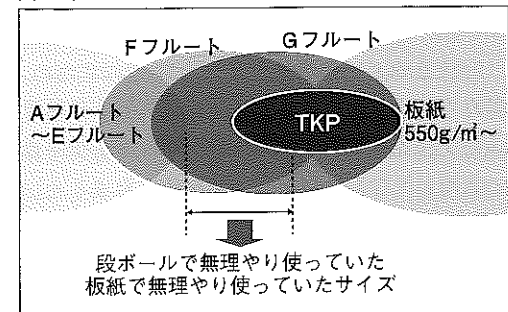 Fフルート
Gフルート
Aフルート
~Eフルート
TKP
板紙
550g/㎡~
段ボールで無理やり使っていた
板紙で無理やり使っていたサイズ